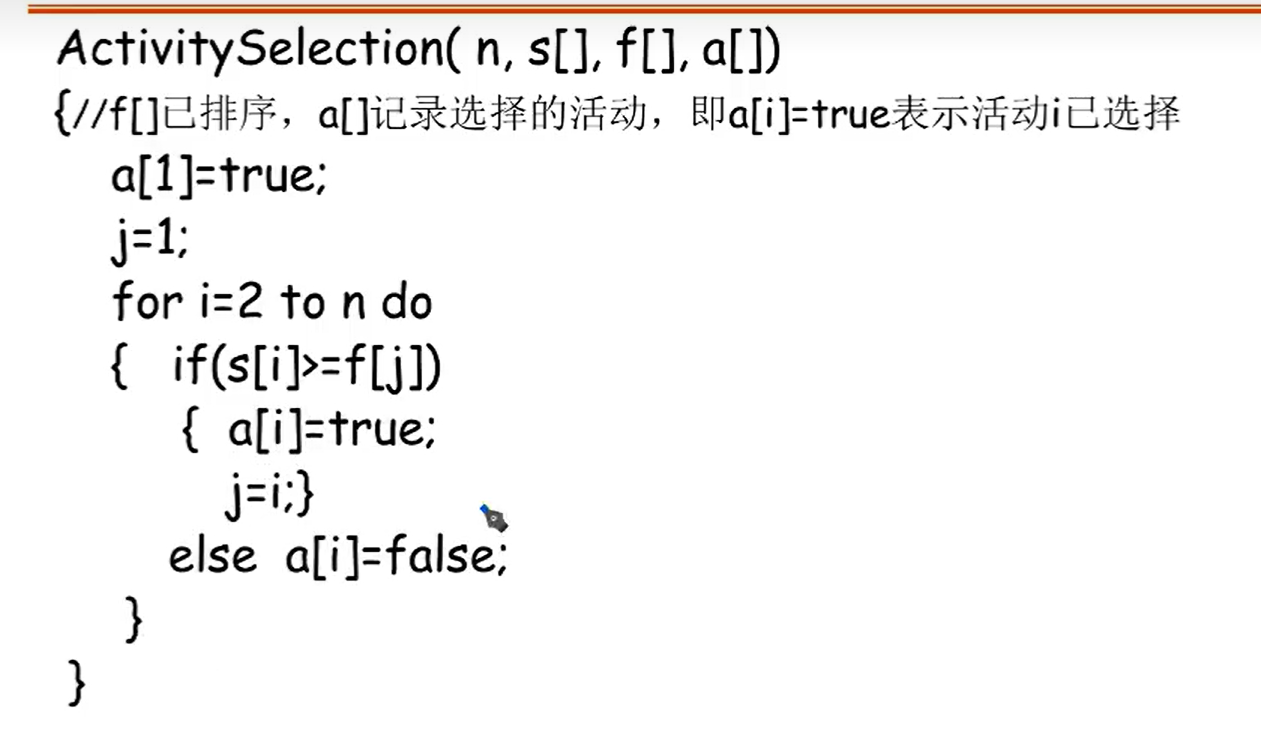 ActivitySelection( n, s[], f[], a[])
{//f[]已排序，a[]记录选择的活动，即a[i]=true表示活动i已选择
a[1]=true;
j=1;
for i=2 to n do
{ if(s[i]>=f[j])
{ a[i]=true;
j=i;}
else a[i]=false;
}
}